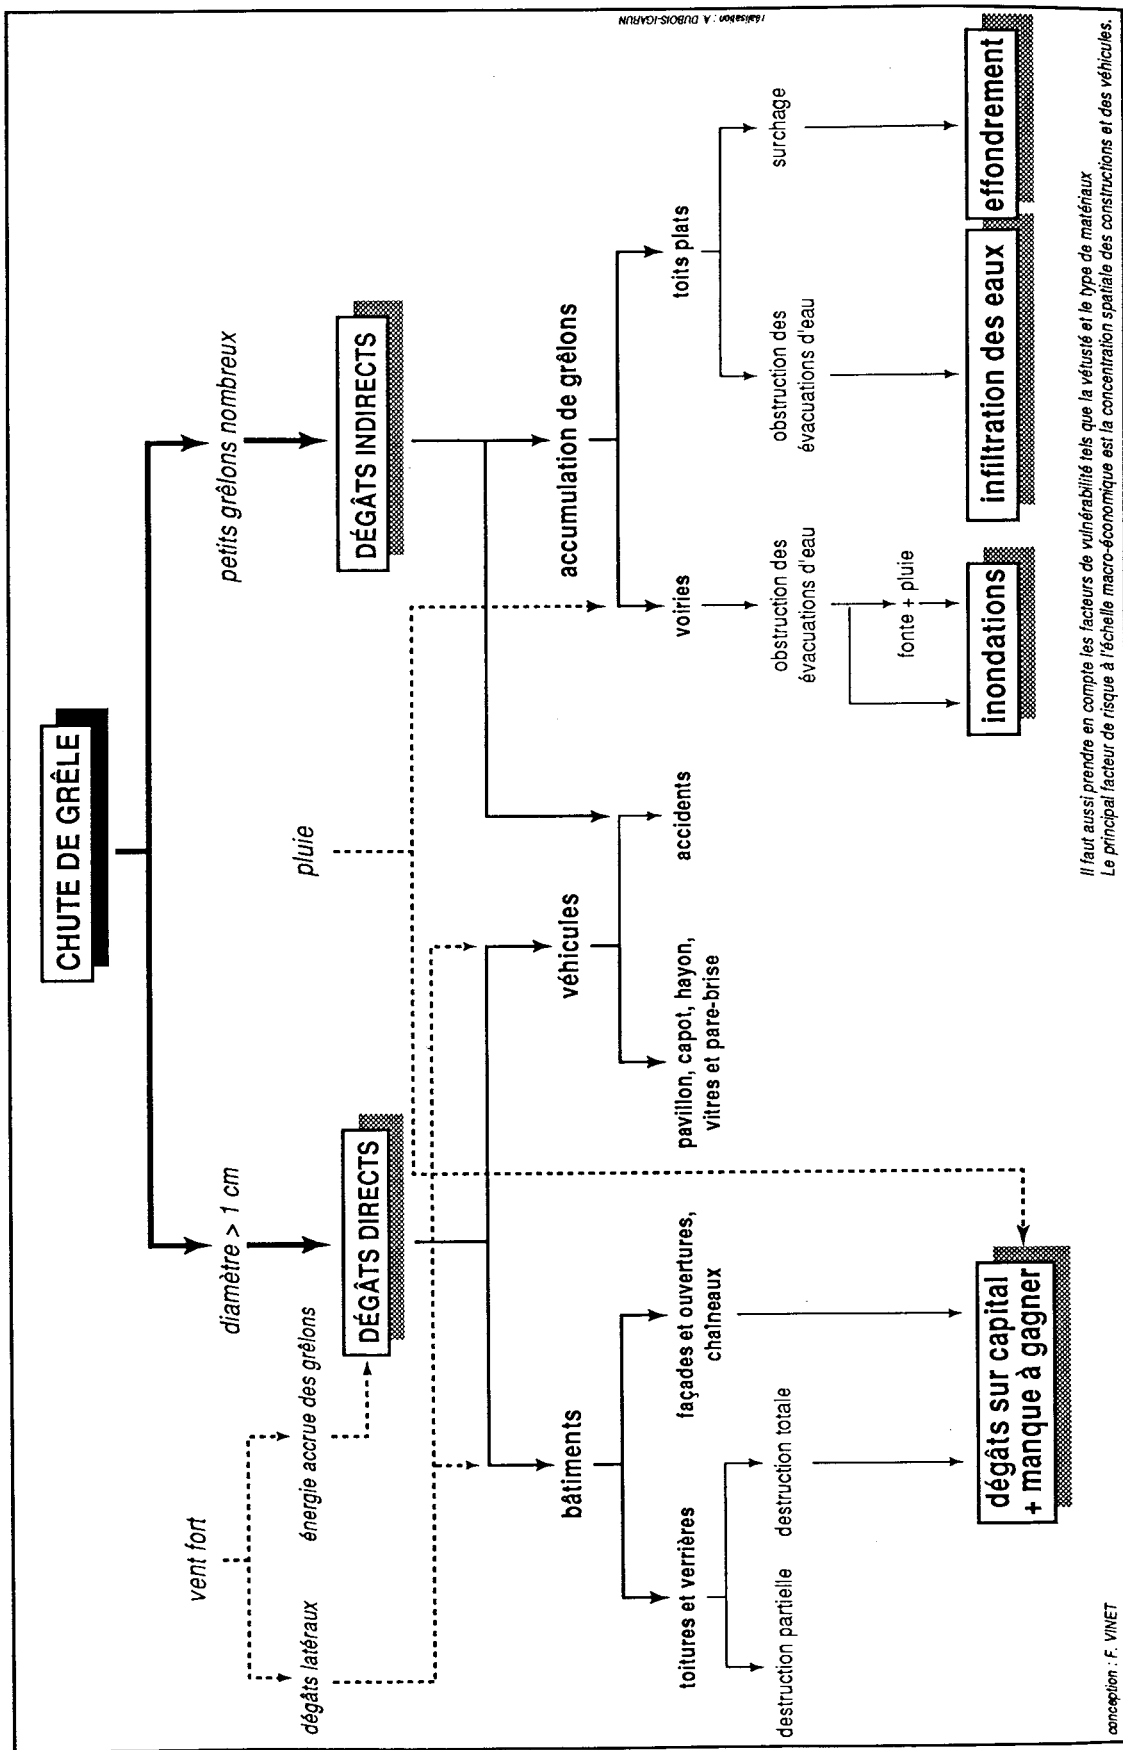 CHUTE DE GRÊLE
vent fort
diamètre > 1 cm
petits grêlons nombreux
dégâts latéraux
énergie accrue des grêlons
pluie
DÉGÂTS DIRECTS
DÉGÂTS INDIRECTS
bâtiments
véhicules
accumulation de grêlons
toitures et verrières
façades et ouvertures,
chaîneaux
pavillon, capot, hayon,
vitres et pare-brise
accidents
voiries
toits plats
destruction partielle
destruction totale
obstruction des
évacuations d'eau
obstruction des
évacuations d'eau
surchage
fonte + pluie
dégâts sur capital
+ manque à gagner
inondations
infiltration des eaux
effondrement
Il faut aussi prendre en compte les facteurs de vulnérabilité tels que la vétusté et le type de matériaux
Le principal facteur de risque à l'échelle macro-économique est la concentration spatiale des constructions et des véhicules.
conception : F. VINET
réalisation : A. DUBOIS-IGARUN